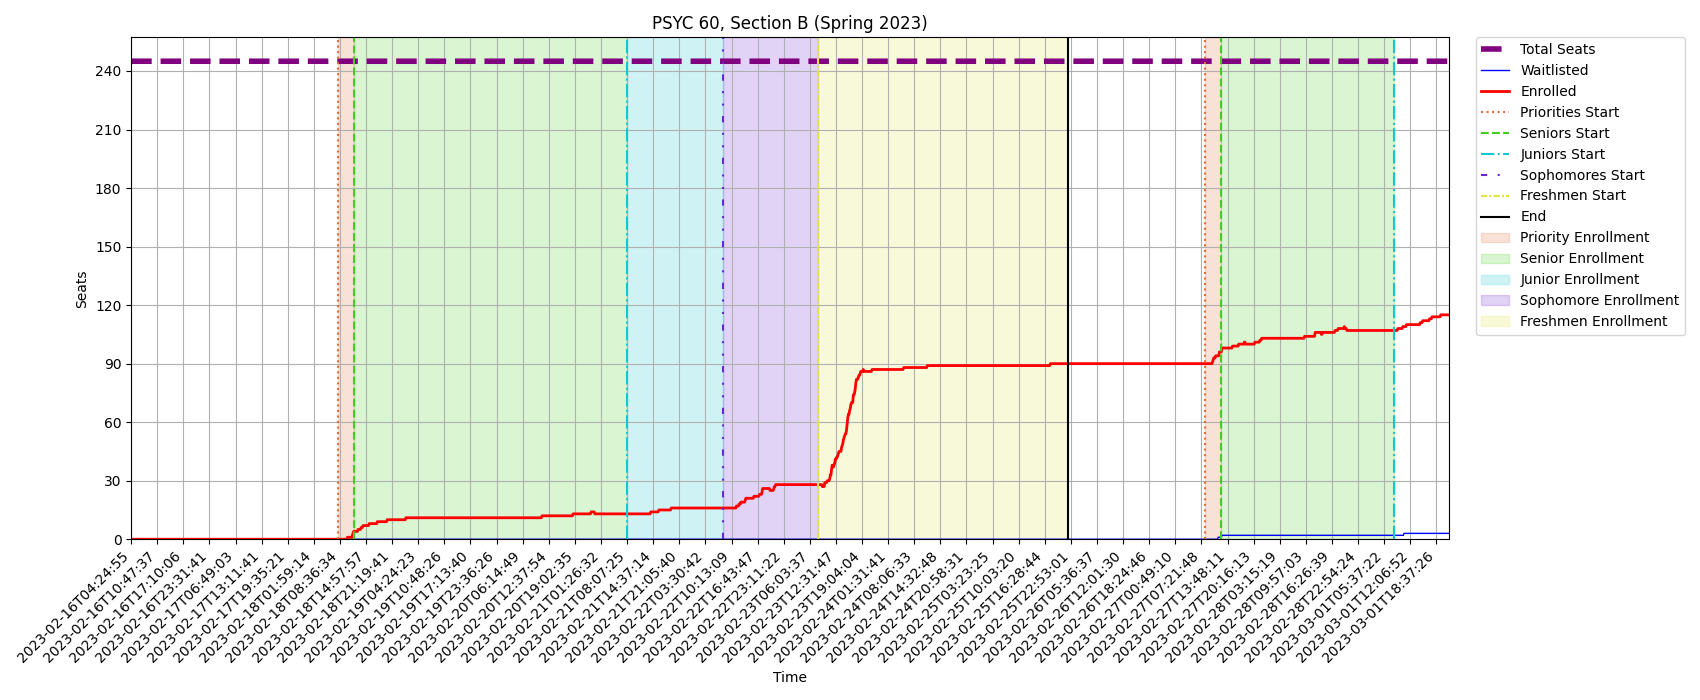 PSYC 60, Section B (Spring 2023)
Seats
240
210
180
150
120
90
60
30
0
2023-02-16T04:24:55
2023-02-16T10:47:37
2023-02-16T17:10:06
2023-02-16T23:31:41
2023-02-17T06:49:03
2023-02-17T13:11:41
2023-02-17T19:35:21
2023-02-18T01:59:14
2023-02-18T08:36:34
2023-02-18T14:57:57
2023-02-18T21:19:41
2023-02-19T04:24:23
2023-02-19T10:48:26
2023-02-19T17:13:40
2023-02-19T23:36:26
2023-02-20T06:14:49
2023-02-20T12:37:54
2023-02-20T19:02:35
2023-02-21T01:26:32
2023-02-21T08:07:25
2023-02-21T14:37:14
2023-02-21T21:05:40
2023-02-22T03:30:42
2023-02-22T10:13:09
2023-02-22T16:43:47
2023-02-22T23:11:22
2023-02-23T06:03:37
2023-02-23T12:31:47
2023-02-23T19:04:04
2023-02-24T01:31:41
2023-02-24T08:06:33
2023-02-24T14:32:48
2023-02-24T20:58:31
2023-02-25T03:23:25
2023-02-25T10:03:20
2023-02-25T16:28:44
2023-02-25T22:53:01
2023-02-26T05:36:37
2023-02-26T12:01:30
2023-02-26T18:24:46
2023-02-27T00:49:10
2023-02-27T07:21:48
2023-02-27T13:48:11
2023-02-27T20:16:13
2023-02-28T03:15:19
2023-02-28T09:57:03
2023-02-28T16:26:39
2023-02-28T22:54:24
2023-03-01T05:37:22
2023-03-01T12:06:52
2023-03-01T18:37:26
Time
Total Seats
Waitlisted
Enrolled
Priorities Start
Seniors Start
Juniors Start
Sophomores Start
Freshmen Start
End
Priority Enrollment
Senior Enrollment
Junior Enrollment
Sophomore Enrollment
Freshmen Enrollment